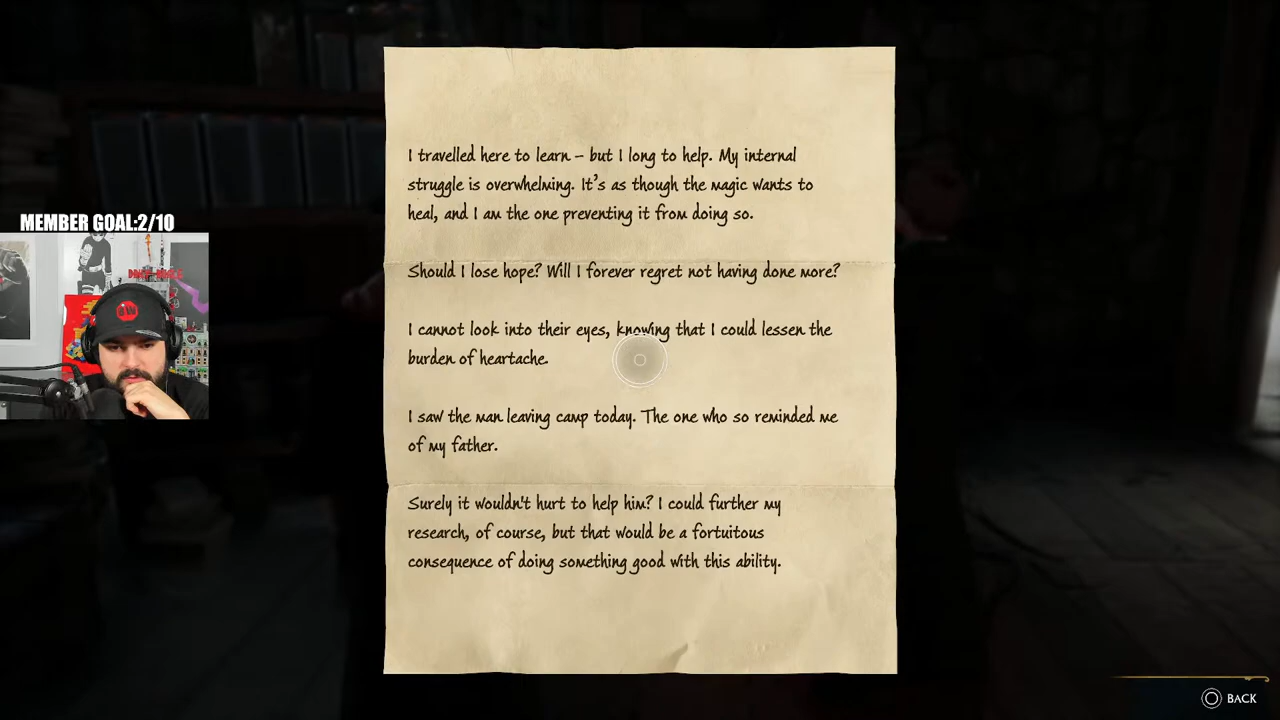 I travelled here to learn – but I long to help. My internal
struggle is overwhelming. It's as though the magic wants to
heal, and I am the one preventing it from doing so.
MEMBER GOAL:2/10
Should I lose hope? Will I forever regret not having done more?
I cannot look into their eyes, knowing that I could lessen the
burden of heartache.
I saw the man leaving camp today. The one who so reminded me
of my father.
Surely it wouldn't hurt to help him? I could further my
research, of course, but that would be a fortuitous
consequence of doing something good with this ability.
BACK